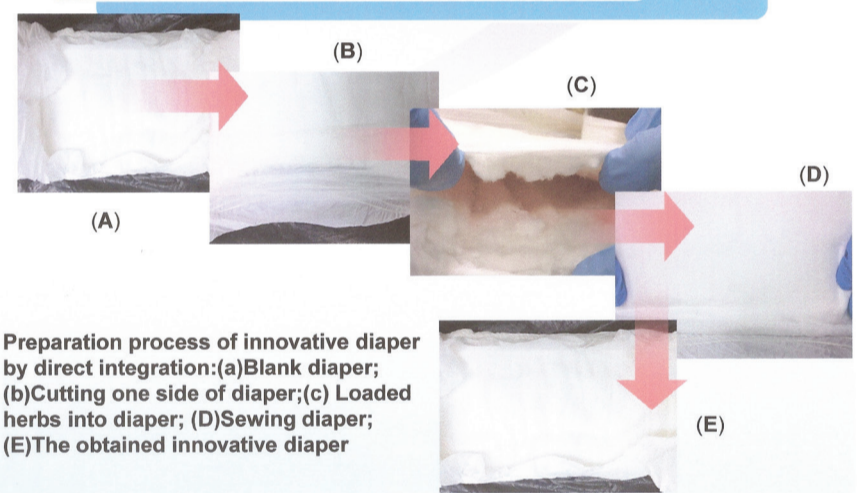 (B)
(C)
(D)
(A)
Preparation process of innovative diaper
by direct integration:(a)Blank diaper;
(b)Cutting one side of diaper;(c) Loaded
herbs into diaper; (D)Sewing diaper;
(E)The obtained innovative diaper
(E)